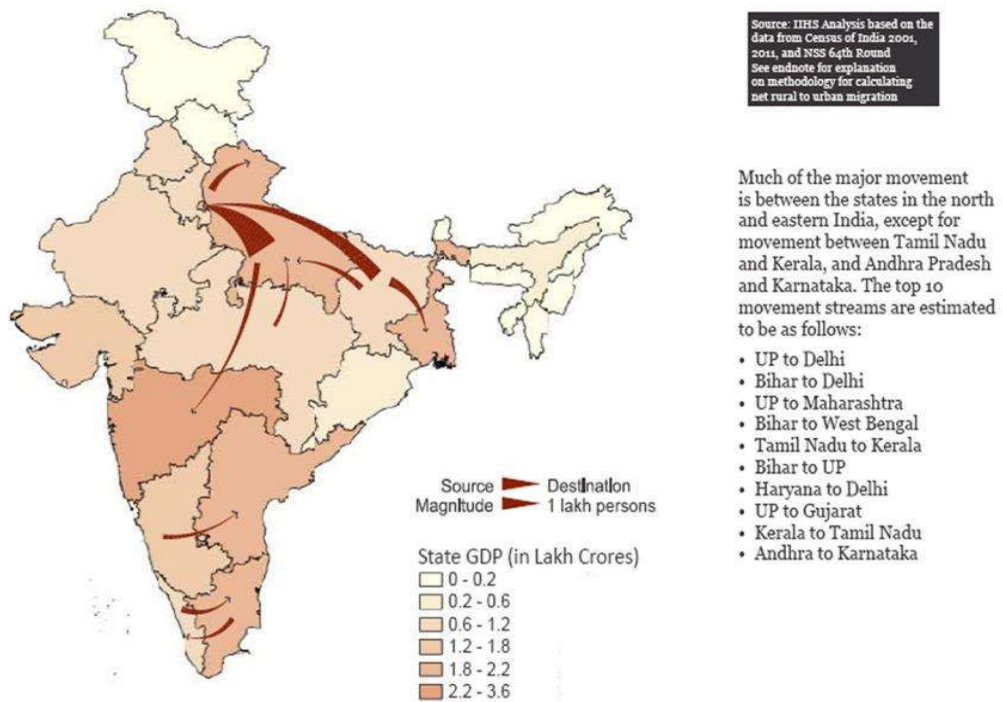 Source: IIHS Analysis based on the
data from Census of India 2001,
2011, and NSS 64th Round
See endnote for explanation
on methodology for calculating
net rural to urban migration
Much of the major movement
is between the states in the north
and eastern India, except for
movement between Tamil Nadu
and Kerala, and Andhra Pradesh
and Karnataka. The top 10
movement streams are estimated
to be as follows:
• UP to Delhi
• Bihar to Delhi
• UP to Maharashtra
• Bihar to West Bengal
• Tamil Nadu to Kerala
• Bihar to UP
• Haryana to Delhi
• UP to Gujarat
• Kerala to Tamil Nadu
• Andhra to Karnataka
Source Destination
Magnitude 1 lakh persons
State GDP (in Lakh Crores)
0 - 0.2
0.2 - 0.6
0.6 - 1.2
1.2 - 1.8
1.8 - 2.2
2.2 - 3.6